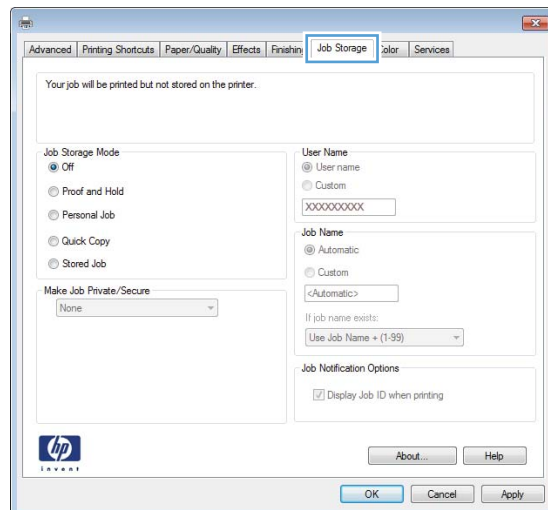 Advanced Printing Shortcuts Paper/Quality Effects Finishing Job Storage Color Services
Your job will be printed but not stored on the printer.
Job Storage Mode
Off
Proof and Hold
Personal Job
Quick Copy
Stored Job
Make Job Private/Secure
None
User Name
User name
Custom
XXXXXXXXX
Job Name
Automatic
Custom
<Automatic>
If job name exists:
Use Job Name + (1-99)
Job Notification Options
Display Job ID when printing
hp
invent
About... Help
OK Cancel Apply